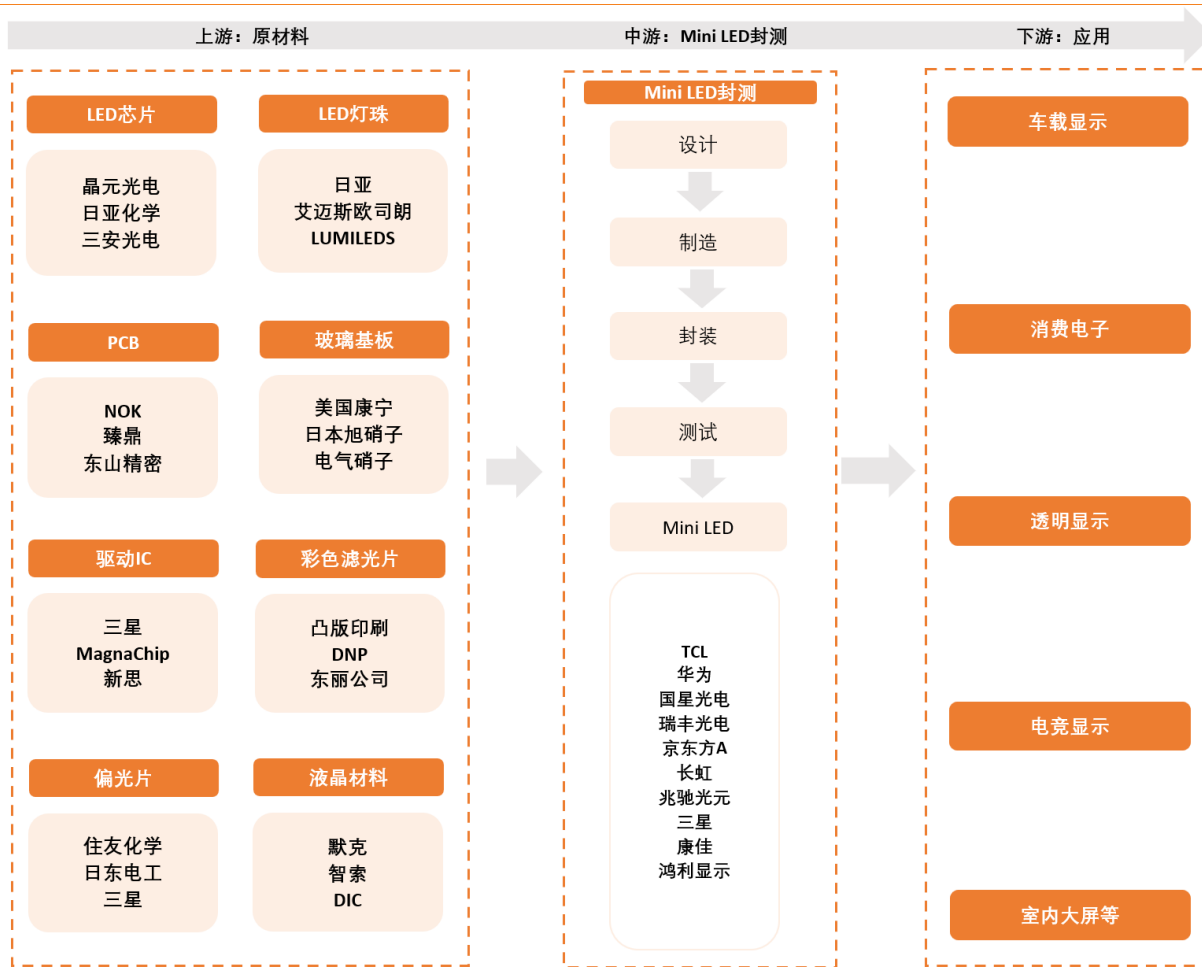 上游：原材料
中游：Mini LED封测
下游：应用
LED芯片
晶元光电
日亚化学
三安光电
LED灯珠
日亚
艾迈斯欧司朗
LUMILEDS
PCB
NOK
臻鼎
东山精密
玻璃基板
美国康宁
日本旭硝子
电气硝子
驱动IC
三星
MagnaChip
新思
彩色滤光片
凸版印刷
DNP
东丽公司
偏光片
住友化学
日东电工
三星
液晶材料
默克
智索
DIC
Mini LED封测
设计
制造
封装
测试
Mini LED
TCL
华为
国星光电
瑞丰光电
京东方A
长虹
兆驰光元
三星
康佳
鸿利显示
车载显示
消费电子
透明显示
电竞显示
室内大屏等